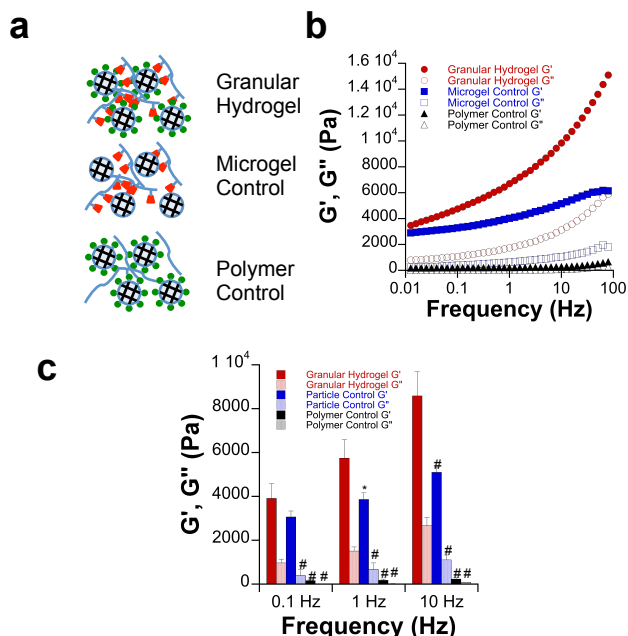 a
Granular
Hydrogel
Microgel
Control
Polymer
Control
b
G', G" (Pa)
1.6 10⁴
1.4 10⁴
1.2 10⁴
1 10⁴
8000
6000
4000
2000
0
Granular Hydrogel G'
Granular Hydrogel G"
Microgel Control G'
Microgel Control G"
Polymer Control G'
Polymer Control G"
0.01 0.1 1 10 100
Frequency (Hz)
c
G', G" (Pa)
1 10⁴
8000
6000
4000
2000
0
Granular Hydrogel G'
Granular Hydrogel G"
Particle Control G'
Particle Control G"
Polymer Control G'
Polymer Control G"
# # #
* # # #
# # # #
0.1 Hz 1 Hz 10 Hz
Frequency (Hz)